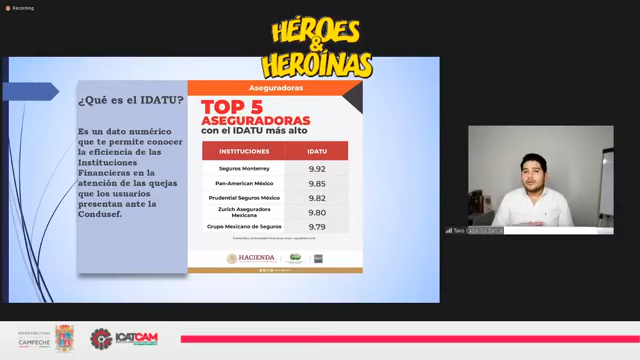 Recording
HÉROES
&
HEROÍNAS
¿Qué es el IDATU?
Es un dato numérico
que te permite conocer
la eficiencia de las
Instituciones
Financieras en la
atención de las quejas
que los usuarios
presentan ante la
Condusef.
Aseguradoras
TOP 5
ASEGURADORAS
con el IDATU más alto
INSTITUCIONES IDATU
Seguros Monterrey 9.92
Pan-American México 9.85
Prudential Seguros México 9.82
Zurich Aseguradora
Mexicana 9.80
Grupo Mexicano de Seguros 9.79
HACIENDA
CAMPECHE
ICATCAM